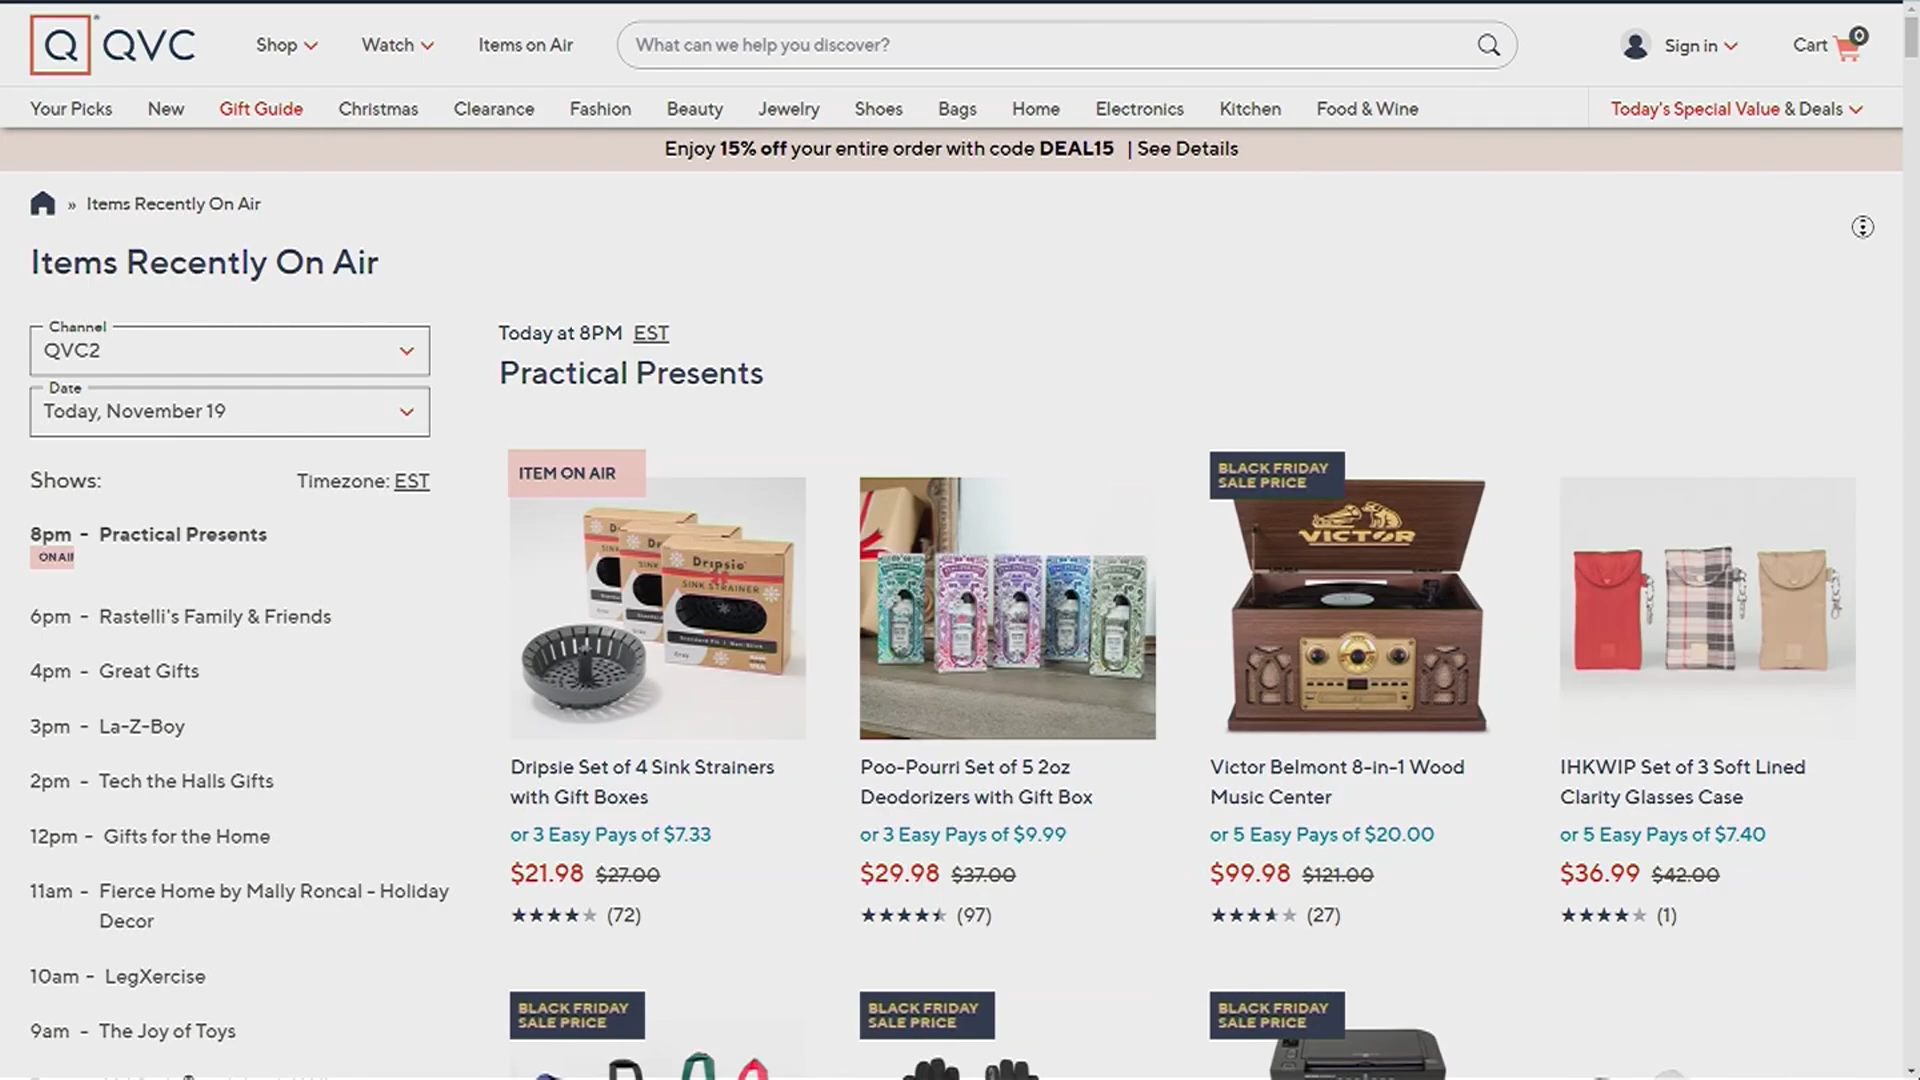 Q QVC
Shop
Watch
Items on Air
What can we help you discover?
Sign in
Cart 0
Your Picks
New
Gift Guide
Christmas
Clearance
Fashion
Beauty
Jewelry
Shoes
Bags
Home
Electronics
Kitchen
Food & Wine
Today's Special Value & Deals
Enjoy 15% off your entire order with code DEAL15 | See Details
» Items Recently On Air
Items Recently On Air
Channel
QVC2
Date
Today, November 19
Shows:
Timezone: EST
8pm - Practical Presents
ON AIR
6pm - Rastelli's Family & Friends
4pm - Great Gifts
3pm - La-Z-Boy
2pm - Tech the Halls Gifts
12pm - Gifts for the Home
11am - Fierce Home by Mally Roncal - Holiday
Decor
10am - LegXercise
9am - The Joy of Toys
Today at 8PM EST
Practical Presents
ITEM ON AIR
Dripsie
SINK STRAINER
Dripsie Set of 4 Sink Strainers
with Gift Boxes
or 3 Easy Pays of $7.33
$21.98 $27.00
(72)
Poo-Pourri Set of 5 2oz
Deodorizers with Gift Box
or 3 Easy Pays of $9.99
$29.98 $37.00
(97)
BLACK FRIDAY
SALE PRICE
VICTOR
Victor Belmont 8-in-1 Wood
Music Center
or 5 Easy Pays of $20.00
$99.98 $121.00
(27)
IHKWIP Set of 3 Soft Lined
Clarity Glasses Case
or 5 Easy Pays of $7.40
$36.99 $42.00
(1)
BLACK FRIDAY
SALE PRICE
BLACK FRIDAY
SALE PRICE
BLACK FRIDAY
SALE PRICE